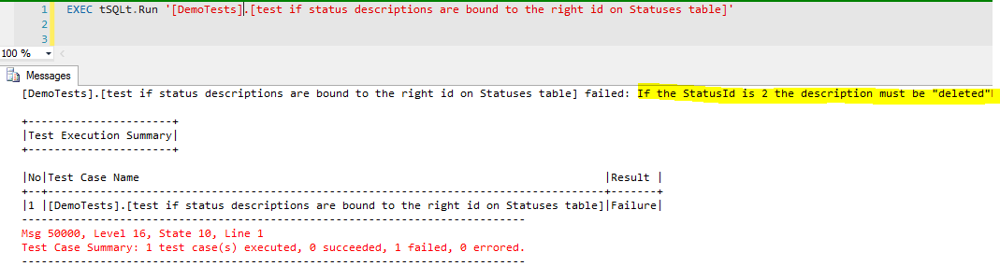 1 EXEC tSQLt.Run '[DemoTests].[test if status descriptions are bound to the right id on Statuses table]'
2
3
100 %
Messages
[DemoTests].[test if status descriptions are bound to the right id on Statuses table] failed: If the StatusId is 2 the description must be "deleted"!
+----------------------+
|Test Execution Summary|
+----------------------+
|No|Test Case Name |Result |
+--+-------------------------------------------------------------------------------------+-------+
|1 |[DemoTests].[test if status descriptions are bound to the right id on Statuses table]|Failure|
-----------------------------------------------------------------------------
Msg 50000, Level 16, State 10, Line 1
Test Case Summary: 1 test case(s) executed, 0 succeeded, 1 failed, 0 errored.
-----------------------------------------------------------------------------